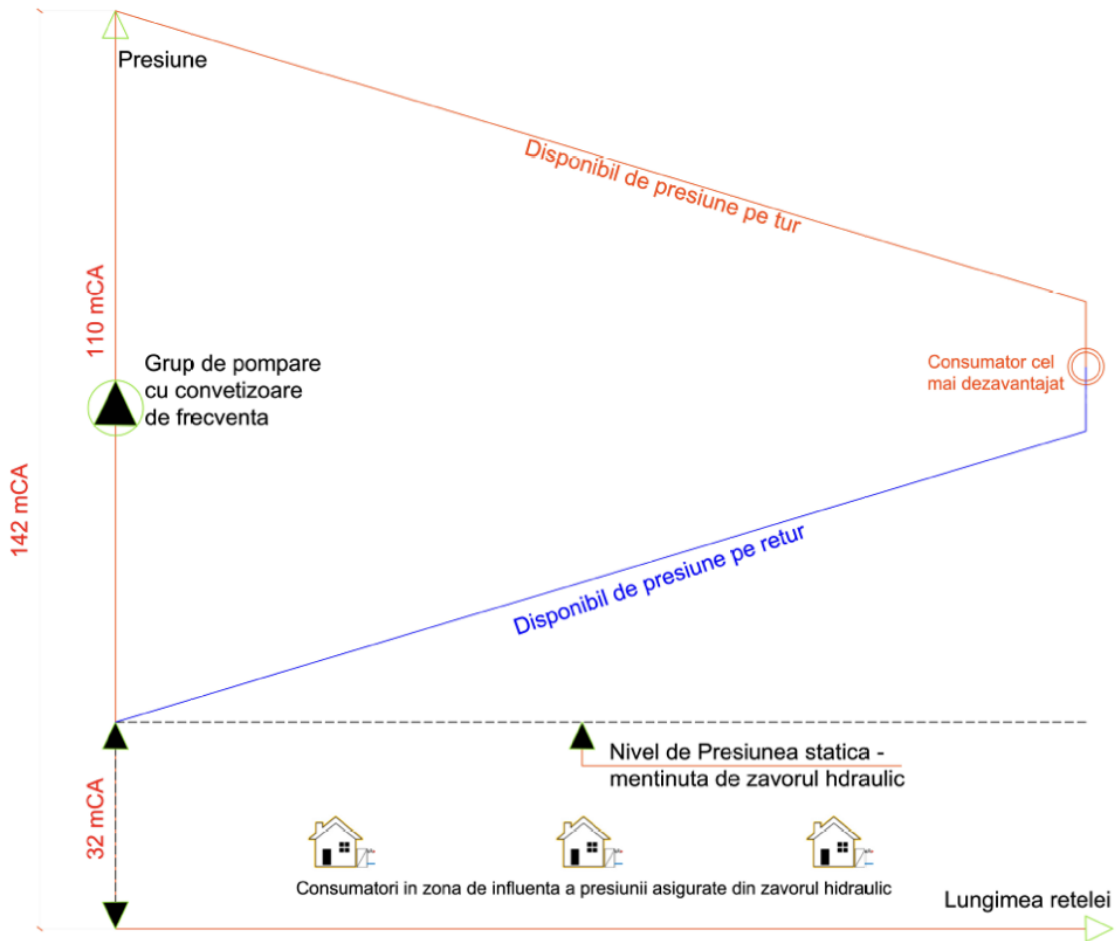 Presiune
Disponibil de presiune pe tur
110 mCA
Grup de pompare
cu convetizoare
de frecventa
Consumator cel
mai dezavantajat
142 mCA
Disponibil de presiune pe retur
Nivel de Presiunea statica -
mentinuta de zavorul hdraulic
32 mCA
Consumatori in zona de influenta a presiunii asigurate din zavorul hidraulic
Lungimea retelei